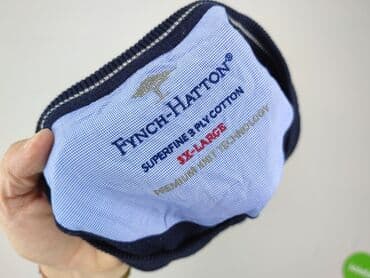 FYNCH-HATTON®
SUPERFINE 3 PLY COTTON
3X-LARGE
PREMIUM KNIT TECHNOLOGY